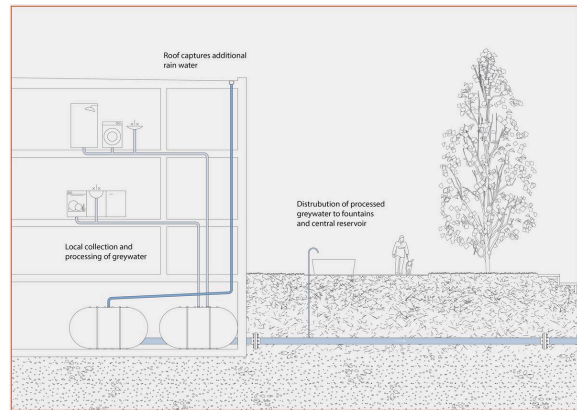 Roof captures additional
rain water
Distrubution of processed
greywater to fountains
and central reservoir
Local collection and
processing of greywater